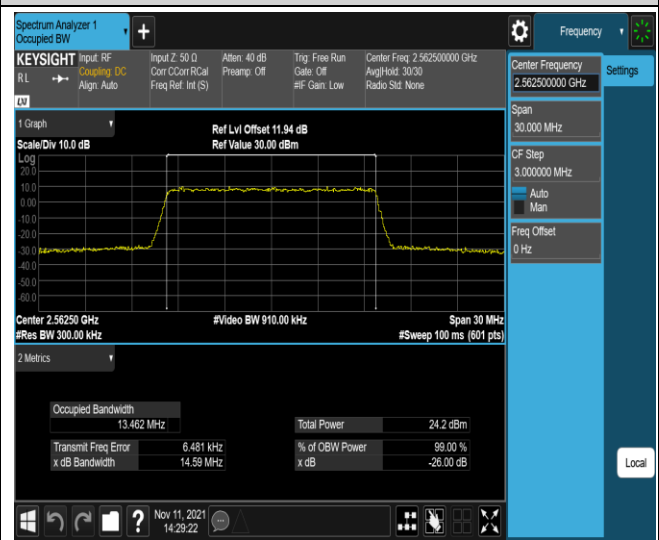 Spectrum Analyzer 1
Occupied BW
Frequency
KEYSIGHT
RL
LXI
Input: RF
Coupling: DC
Align: Auto
Input Z: 50 Ω
Corr CCorr RCal
Freq Ref: Int (S)
Atten: 40 dB
Preamp: Off
Trig: Free Run
Gate: Off
#IF Gain: Low
Center Freq: 2.562500000 GHz
Avg|Hold: 30/30
Radio Std: None
Center Frequency
2.562500000 GHz
Settings
Span
30.000 MHz
CF Step
3.000000 MHz
Auto
Man
Freq Offset
0 Hz
1 Graph
Scale/Div 10.0 dB
Ref Lvl Offset 11.94 dB
Ref Value 30.00 dBm
Log
20.0
10.0
0.00
-10.0
-20.0
-30.0
-40.0
-50.0
-60.0
Center 2.56250 GHz
#Video BW 910.00 kHz
Span 30 MHz
#Res BW 300.00 kHz
#Sweep 100 ms (601 pts)
2 Metrics
Occupied Bandwidth
13.462 MHz
Total Power 24.2 dBm
Transmit Freq Error 6.481 kHz
% of OBW Power 99.00 %
x dB Bandwidth 14.59 MHz
x dB -26.00 dB
Local
?
Nov 11, 2021
14:29:22